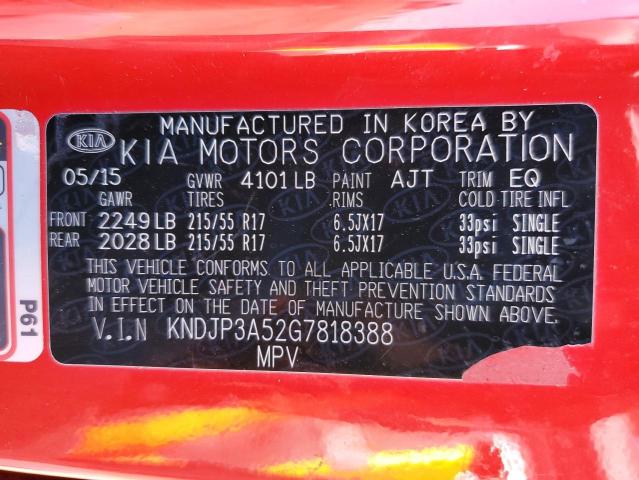 MANUFACTURED IN KOREA BY
KIA KIA MOTORS CORPORATION
05/15 GVWR 4101 LB PAINT AJT TRIM EQ
GAWR TIRES RIMS COLD TIRE INFL
FRONT 2249 LB 215/55 R17 6.5JX17 33psi SINGLE
REAR 2028 LB 215/55 R17 6.5JX17 33psi SINGLE
THIS VEHICLE CONFORMS TO ALL APPLICABLE U.S.A. FEDERAL
MOTOR VEHICLE SAFETY AND THEFT PREVENTION STANDARDS
IN EFFECT ON THE DATE OF MANUFACTURE SHOWN ABOVE.
V.I.N KNDJP3A52G7818388
MPV
P61